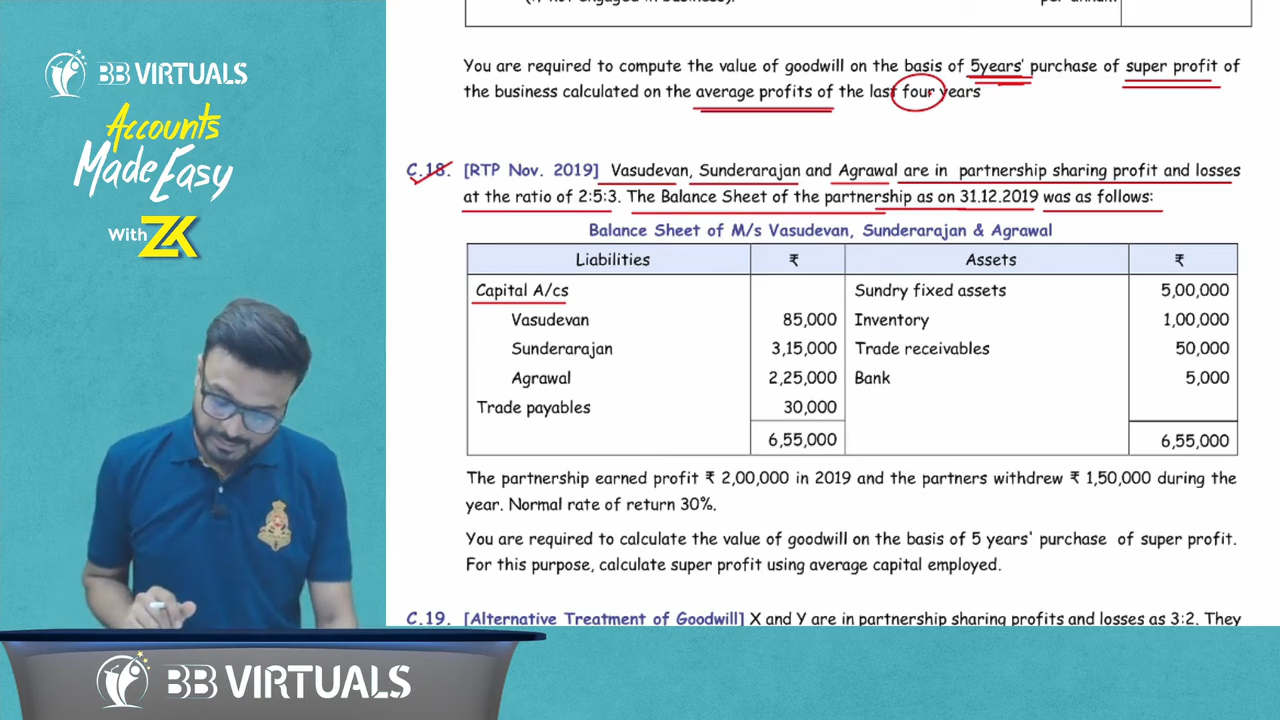 BB VIRTUALS
Accounts
Made Easy
With ZK
per annum.
You are required to compute the value of goodwill on the basis of 5years' purchase of super profit of
the business calculated on the average profits of the last four years
C.18. [RTP Nov. 2019] Vasudevan, Sunderarajan and Agrawal are in partnership sharing profit and losses
at the ratio of 2:5:3. The Balance Sheet of the partnership as on 31.12.2019 was as follows:
Balance Sheet of M/s Vasudevan, Sunderarajan & Agrawal
Liabilities ₹ Assets ₹
Capital A/cs Sundry fixed assets 5,00,000
Vasudevan 85,000 Inventory 1,00,000
Sunderarajan 3,15,000 Trade receivables 50,000
Agrawal 2,25,000 Bank 5,000
Trade payables 30,000
6,55,000 6,55,000
The partnership earned profit ₹ 2,00,000 in 2019 and the partners withdrew ₹ 1,50,000 during the
year. Normal rate of return 30%.
You are required to calculate the value of goodwill on the basis of 5 years' purchase of super profit.
For this purpose, calculate super profit using average capital employed.
C.19. [Alternative Treatment of Goodwill] X and Y are in partnership sharing profits and losses as 3:2. They
BB VIRTUALS